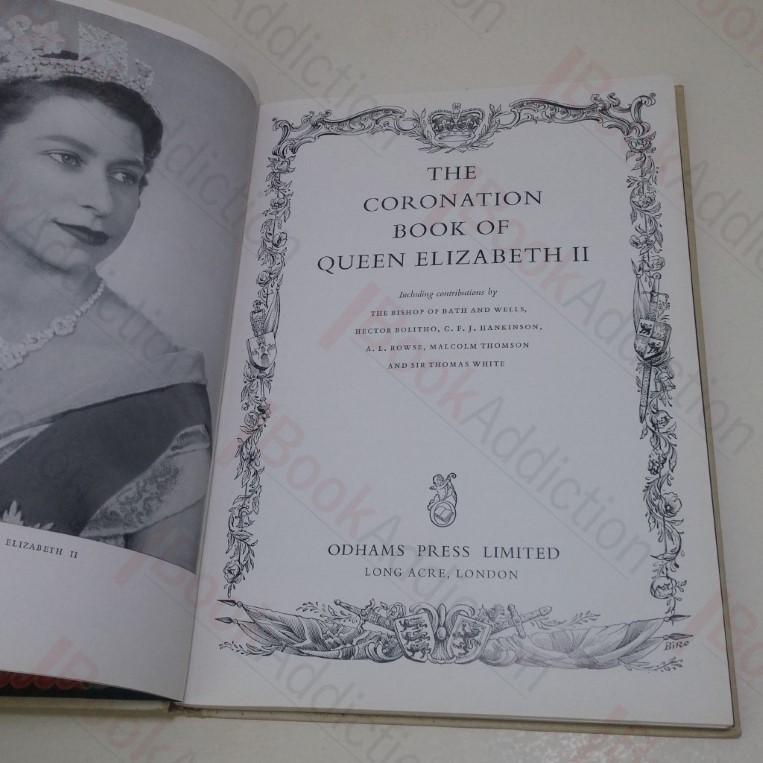 ELIZABETH II
THE
CORONATION
BOOK OF
QUEEN ELIZABETH II
Including contributions by
THE BISHOP OF BATH AND WELLS,
HECTOR BOLITHO, C. F. J. HANKINSON,
A. L. ROWSE, MALCOLM THOMSON
AND SIR THOMAS WHITE
ODHAMS PRESS LIMITED
LONG ACRE, LONDON
BIRO
BookAddiction